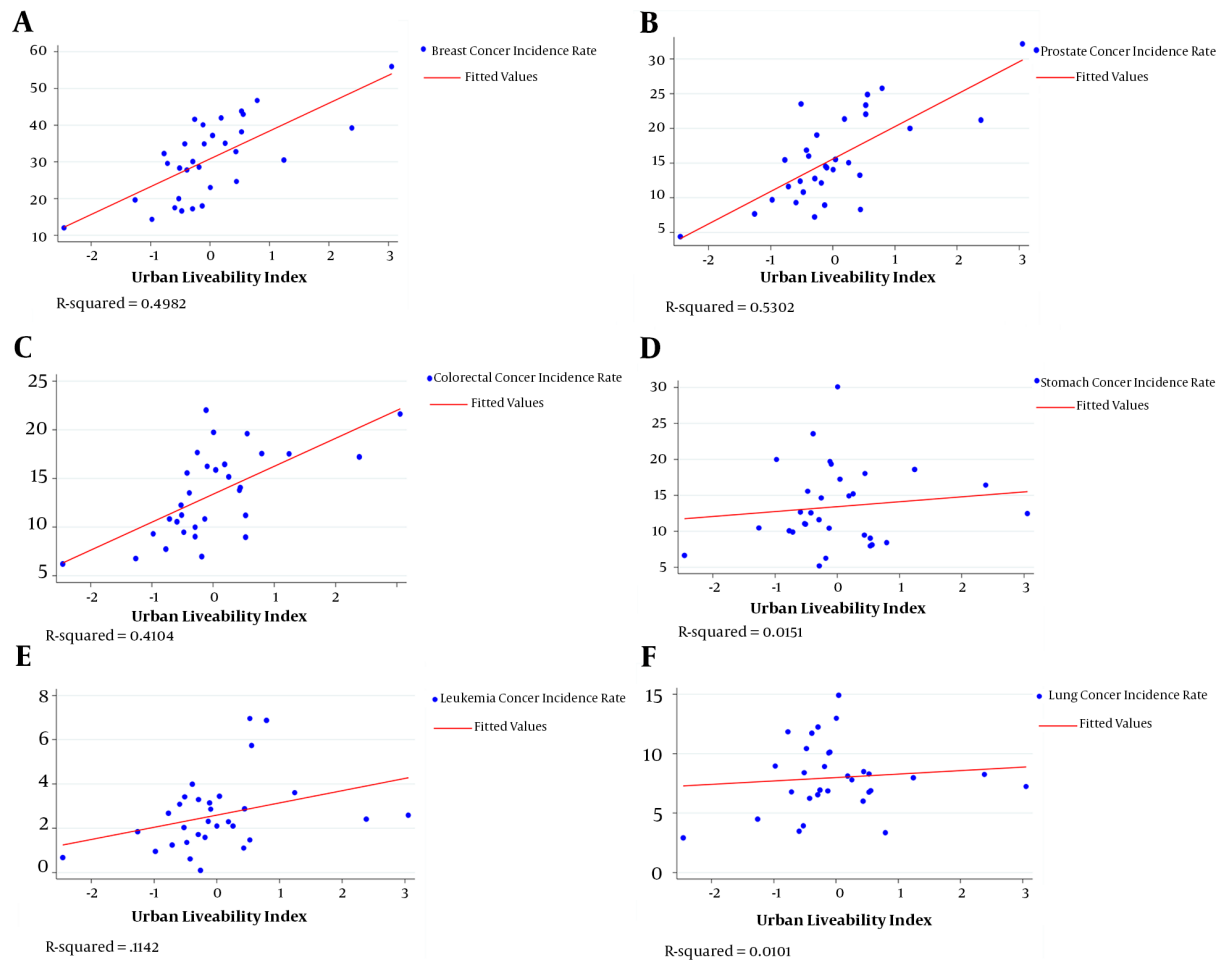 A
Breast Concer Incidence Rate
Fitted Values
60
50
40
30
20
10
-2
-1
0
1
2
3
Urban Liveability Index
R-squared = 0.4982
B
Prostate Concer Incidence Rate
Fitted Values
30
25
20
15
10
5
-2
-1
0
1
2
3
Urban Liveability Index
R-squared = 0.5302
C
Colorectal Concer Incidence Rate
Fitted Values
25
20
15
10
5
-2
-1
0
1
2
Urban Liveability Index
R-squared = 0.4104
D
Stomach Concer Incidence Rate
Fitted Values
30
25
20
15
10
5
-2
-1
0
1
2
3
Urban Liveability Index
R-squared = 0.0151
E
Leukemia Concer Incidence Rate
Fitted Values
8
6
4
2
0
-2
-1
0
1
2
3
Urban Liveability Index
R-squared = .1142
F
Lung Concer Incidence Rate
Fitted Values
15
10
5
0
-2
-1
0
1
2
3
Urban Liveability Index
R-squared = 0.0101